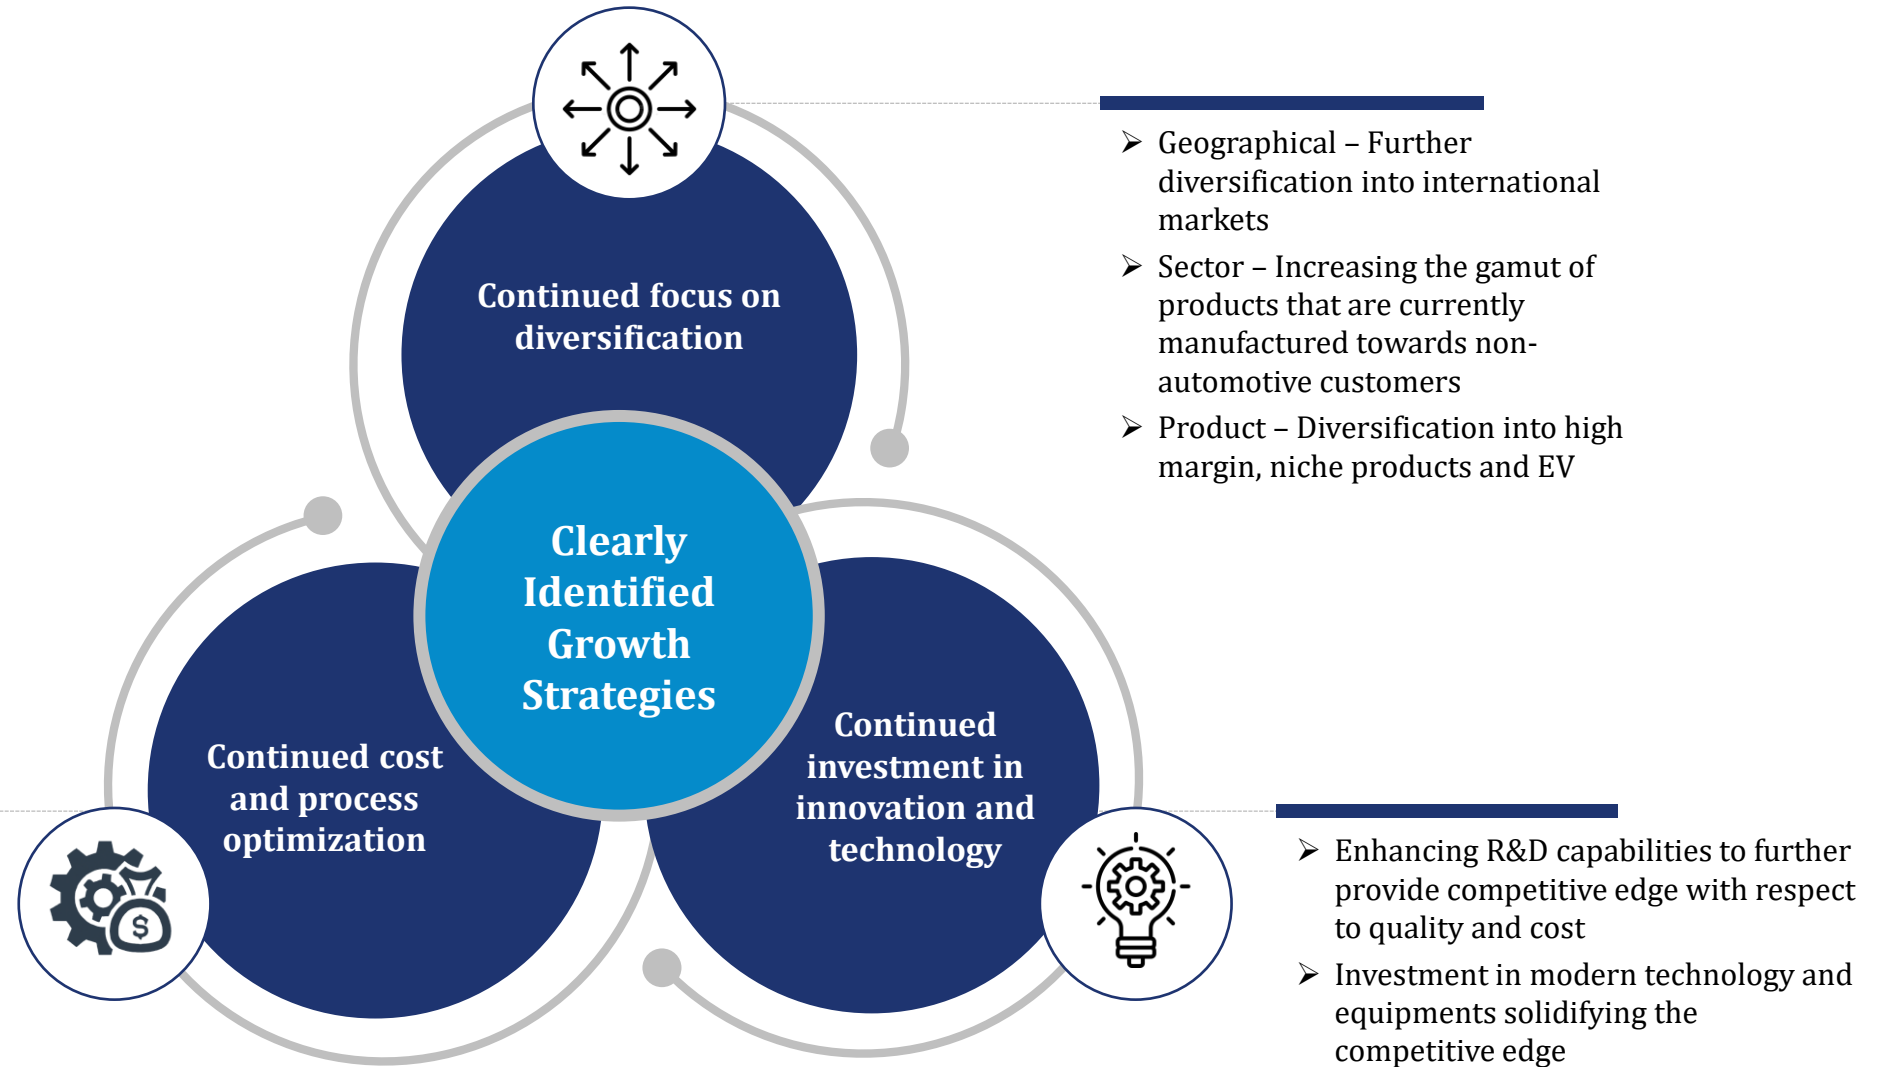 Continued focus on
diversification
➢ Geographical – Further
diversification into international
markets
➢ Sector – Increasing the gamut of
products that are currently
manufactured towards non-
automotive customers
➢ Product – Diversification into high
margin, niche products and EV
Clearly
Identified
Growth
Strategies
Continued cost
and process
optimization
$
Continued
investment in
innovation and
technology
➢ Enhancing R&D capabilities to further
provide competitive edge with respect
to quality and cost
➢ Investment in modern technology and
equipments solidifying the
competitive edge